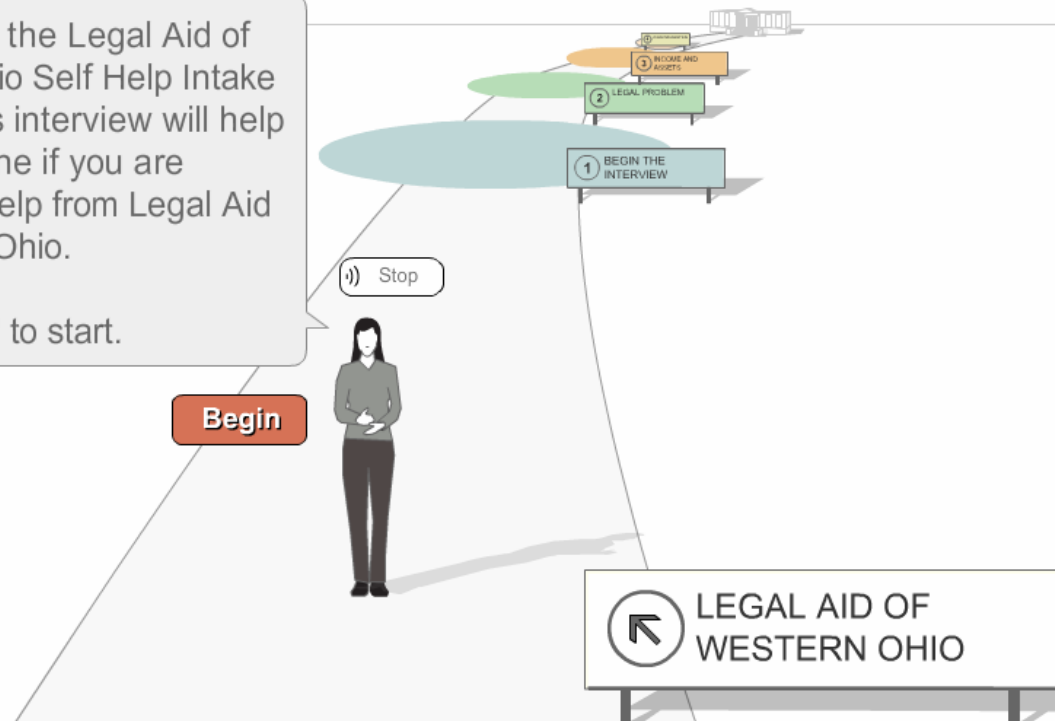 the Legal Aid of
io Self Help Intake
s interview will help
ne if you are
elp from Legal Aid
Ohio.
to start.
Stop
Begin
4
3 INCOME AND
ASSETS
2 LEGAL PROBLEM
1 BEGIN THE
INTERVIEW
LEGAL AID OF
WESTERN OHIO